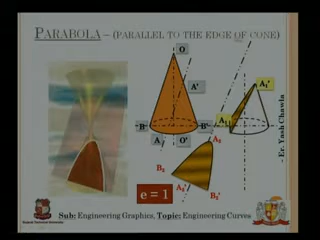 PARABOLA – (PARALLEL TO THE EDGE OF CONE)
O
A'
A₁'
B
B'
A₁
A
O'
A₂
B₂
A₂'
B₂'
e = 1
- Er. Yash Chawla
Sub: Engineering Graphics, Topic: Engineering Curves